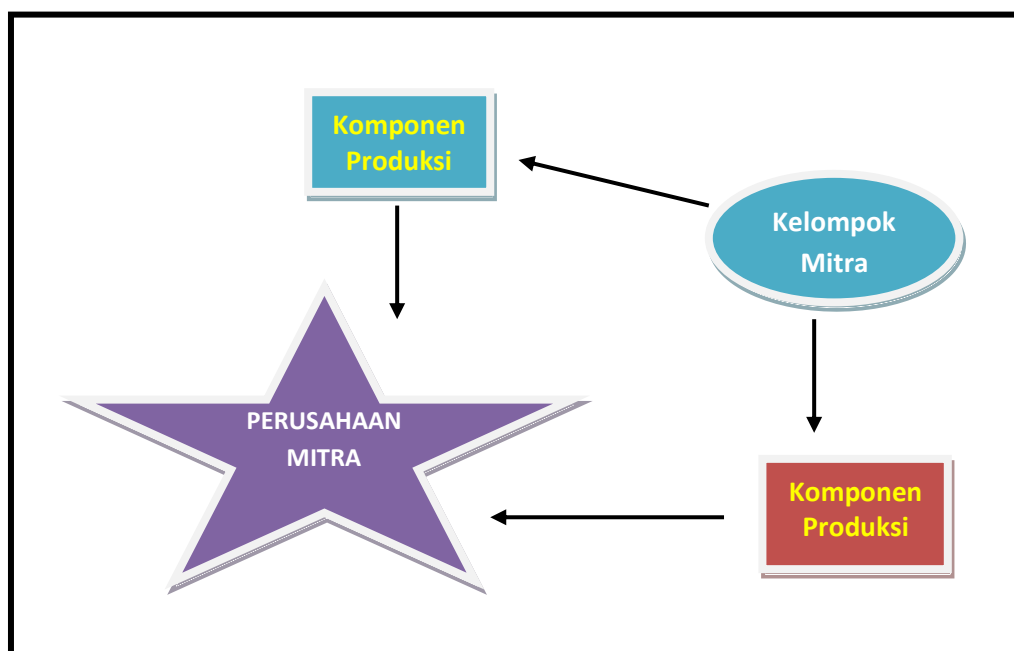 Komponen
Produksi
Kelompok
Mitra
PERUSAHAAN
MITRA
Komponen
Produksi